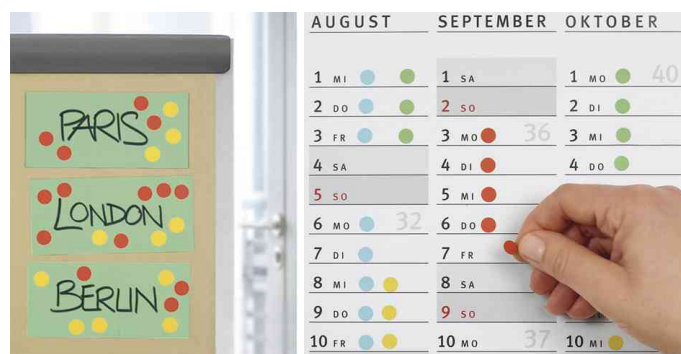 PARIS
LONDON
BERLIN
AUGUST
1 MI
2 DO
3 FR
4 SA
5 SO
6 MO 32
7 DI
8 MI
9 DO
10 FR
SEPTEMBER
1 SA
2 SO
3 MO 36
4 DI
5 MI
6 DO
7 FR
8 SA
9 SO
10 MO 37
OKTOBER
1 MO 40
2 DI
3 MI
4 DO
10 MI